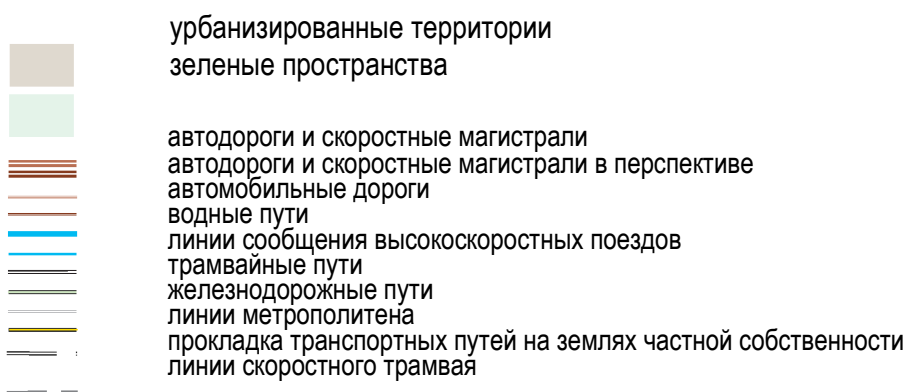 урбанизированные территории
зеленые пространства
автодороги и скоростные магистрали
автодороги и скоростные магистрали в перспективе
автомобильные дороги
водные пути
линии сообщения высокоскоростных поездов
трамвайные пути
железнодорожные пути
линии метрополитена
прокладка транспортных путей на землях частной собственности
линии скоростного трамвая